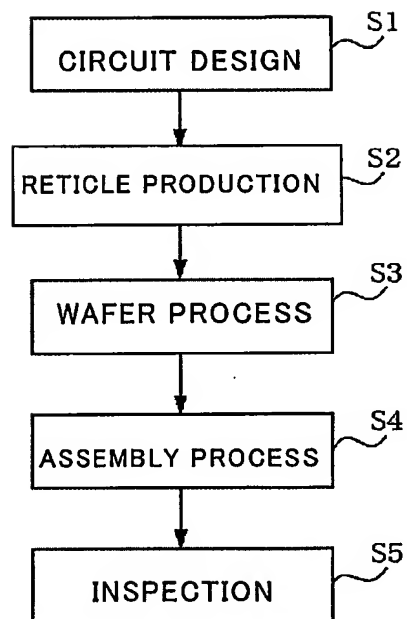 S1
CIRCUIT DESIGN
S2
RETICLE PRODUCTION
S3
WAFER PROCESS
S4
ASSEMBLY PROCESS
S5
INSPECTION